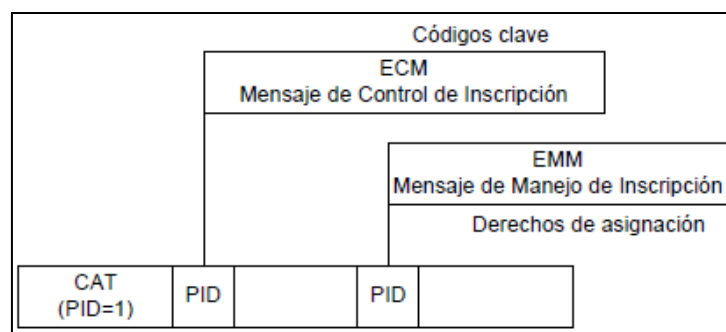 Códigos clave
ECM
Mensaje de Control de Inscripción
EMM
Mensaje de Manejo de Inscripción
Derechos de asignación
CAT
(PID=1)
PID
PID